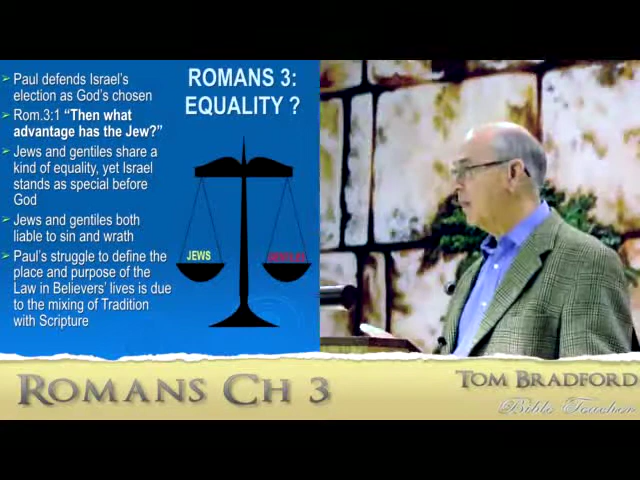 Paul defends Israel's
election as God's chosen
Rom.3:1 “Then what
advantage has the Jew?”
Jews and gentiles share a
kind of equality, yet Israel
stands as special before
God
Jews and gentiles both
liable to sin and wrath
Paul's struggle to define the
place and purpose of the
Law in Believers' lives is due
to the mixing of Tradition
with Scripture
ROMANS 3:
EQUALITY ?
JEWS
ROMANS CH 3
TOM BRADFORD
Bible Teacher